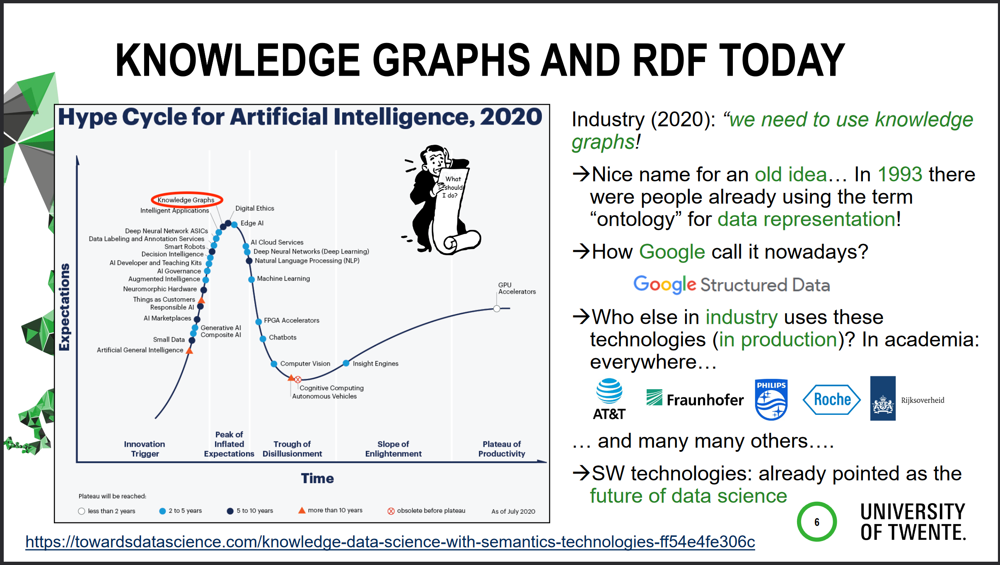 KNOWLEDGE GRAPHS AND RDF TODAY
Hype Cycle for Artificial Intelligence, 2020
What
should
I do?
Expectations
Knowledge Graphs
Intelligent Applications
Deep Neural Network ASICs
Data Labeling and Annotation Services
Smart Robots
Decision Intelligence
AI Developer and Teaching Kits
AI Governance
Augmented Intelligence
Neuromorphic Hardware
Things as Customers
Responsible AI
AI Marketplaces
Generative AI
Composite AI
Small Data
Artificial General Intelligence
Digital Ethics
Edge AI
AI Cloud Services
Deep Neural Networks (Deep Learning)
Natural Language Processing (NLP)
Machine Learning
FPGA Accelerators
Chatbots
Computer Vision
Cognitive Computing
Autonomous Vehicles
Insight Engines
GPU
Accelerators
Innovation
Trigger
Peak of
Inflated
Expectations
Trough of
Disillusionment
Slope of
Enlightenment
Plateau of
Productivity
Time
Plateau will be reached:
less than 2 years
2 to 5 years
5 to 10 years
more than 10 years
obsolete before plateau
As of July 2020
Industry (2020): “we need to use knowledge
graphs!
→Nice name for an old idea… In 1993 there
were people already using the term
“ontology” for data representation!
→How Google call it nowadays?
Google Structured Data
→Who else in industry uses these
technologies (in production)? In academia:
everywhere…
AT&T
Fraunhofer
PHILIPS
Roche
Rijksoverheid
… and many many others….
→SW technologies: already pointed as the
future of data science
6
UNIVERSITY
OF TWENTE.
https://towardsdatascience.com/knowledge-data-science-with-semantics-technologies-ff54e4fe306c